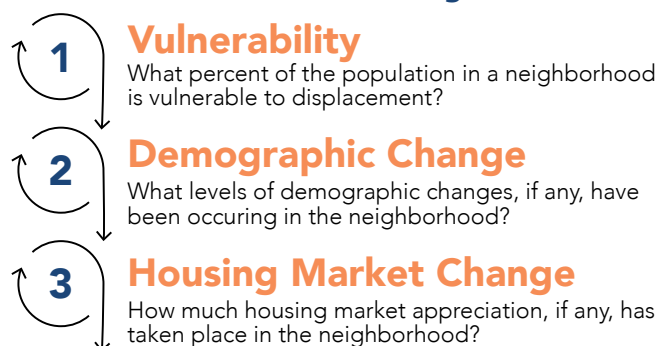 1
Vulnerability
What percent of the population in a neighborhood
is vulnerable to displacement?
2
Demographic Change
What levels of demographic changes, if any, have
been occuring in the neighborhood?
3
Housing Market Change
How much housing market appreciation, if any, has
taken place in the neighborhood?